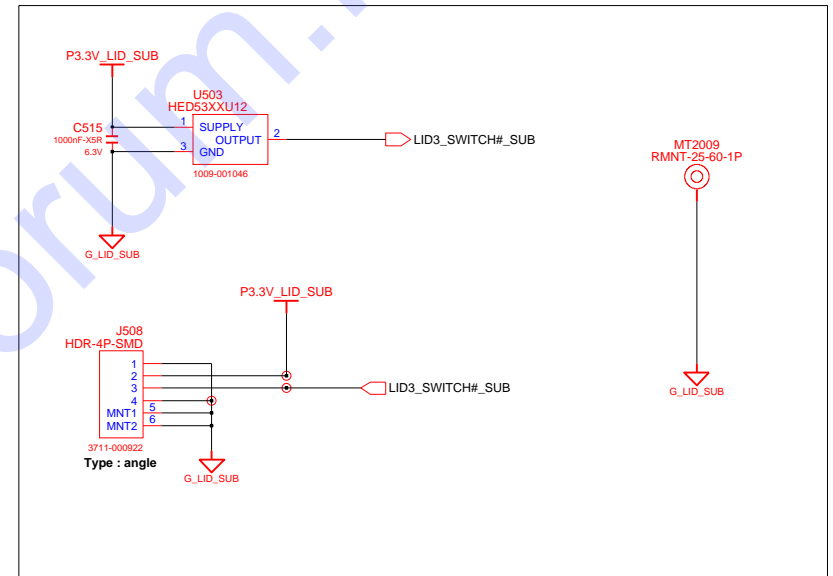 P3.3V_LID_SUB
U503
HED53XXU12
C515
1000nF-X5R
6.3V
1
SUPPLY
OUTPUT
2
3
GND
1009-001046
LID3_SWITCH#_SUB
G_LID_SUB
MT2009
RMNT-25-60-1P
G_LID_SUB
P3.3V_LID_SUB
J508
HDR-4P-SMD
1
2
3
4
MNT1
5
MNT2
6
LID3_SWITCH#_SUB
3711-000922
Type : angle
G_LID_SUB
orum.